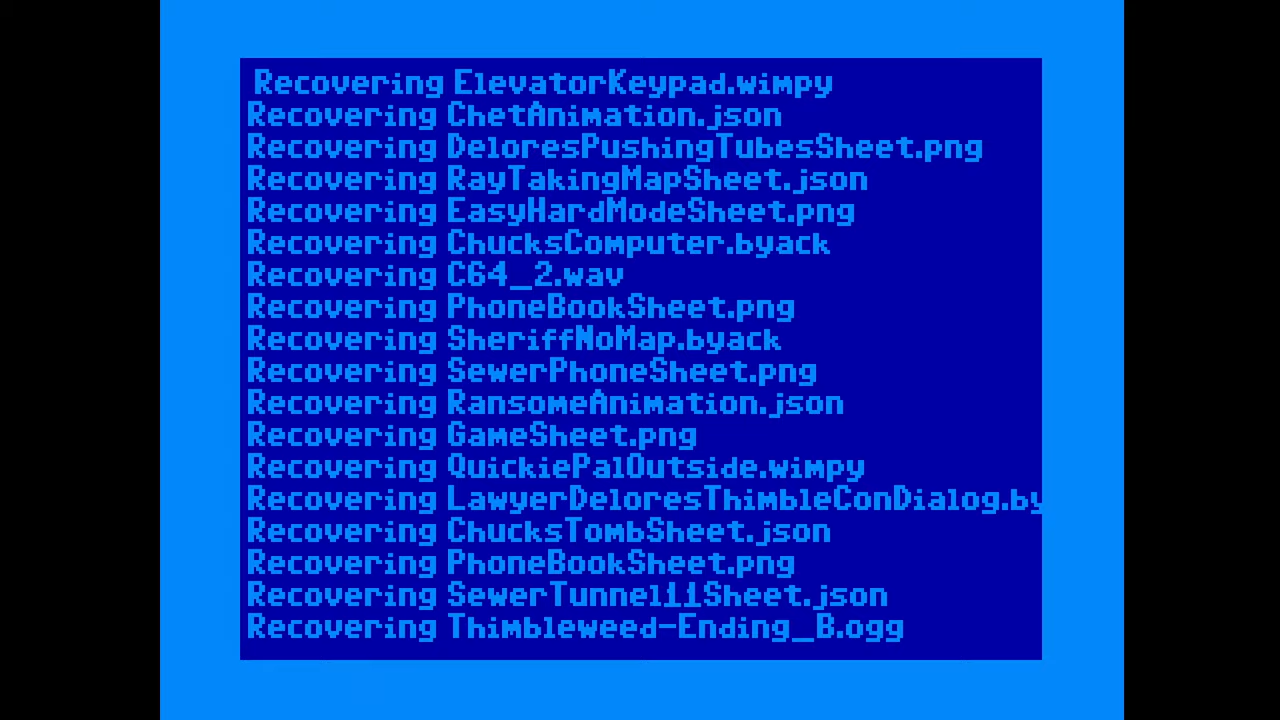 Recovering ElevatorKeypad.wimpy
Recovering ChetAnimation.json
Recovering DeloresPushingTubesSheet.png
Recovering RayTakingMapSheet.json
Recovering EasyHardModeSheet.png
Recovering ChucksComputer.byack
Recovering C64_2.wav
Recovering PhoneBookSheet.png
Recovering SheriffNoMap.byack
Recovering SewerPhoneSheet.png
Recovering RansomeAnimation.json
Recovering GameSheet.png
Recovering QuickiePalOutside.wimpy
Recovering LawyerDeloresThimbleConDialog.by
Recovering ChucksTombSheet.json
Recovering PhoneBookSheet.png
Recovering SewerTunnel11Sheet.json
Recovering Thimbleweed-Ending_B.ogg